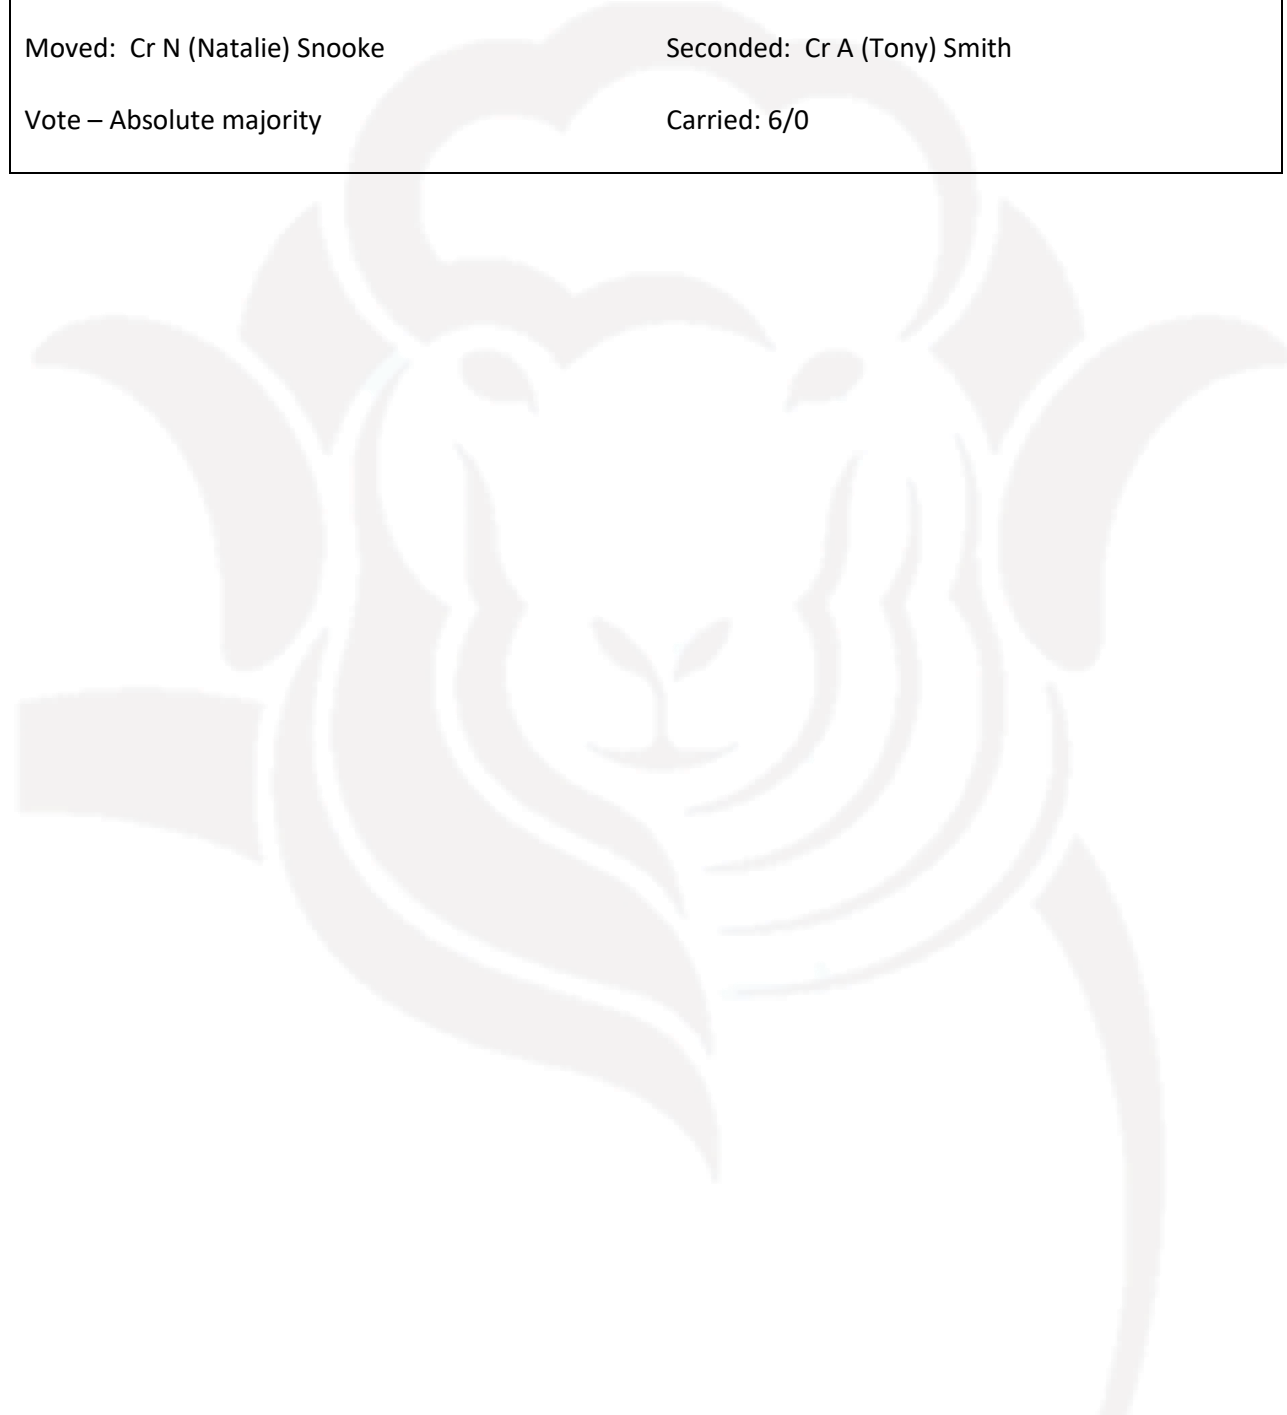 Moved: Cr N (Natalie) Snooke Seconded: Cr A (Tony) Smith
Vote – Absolute majority Carried: 6/0